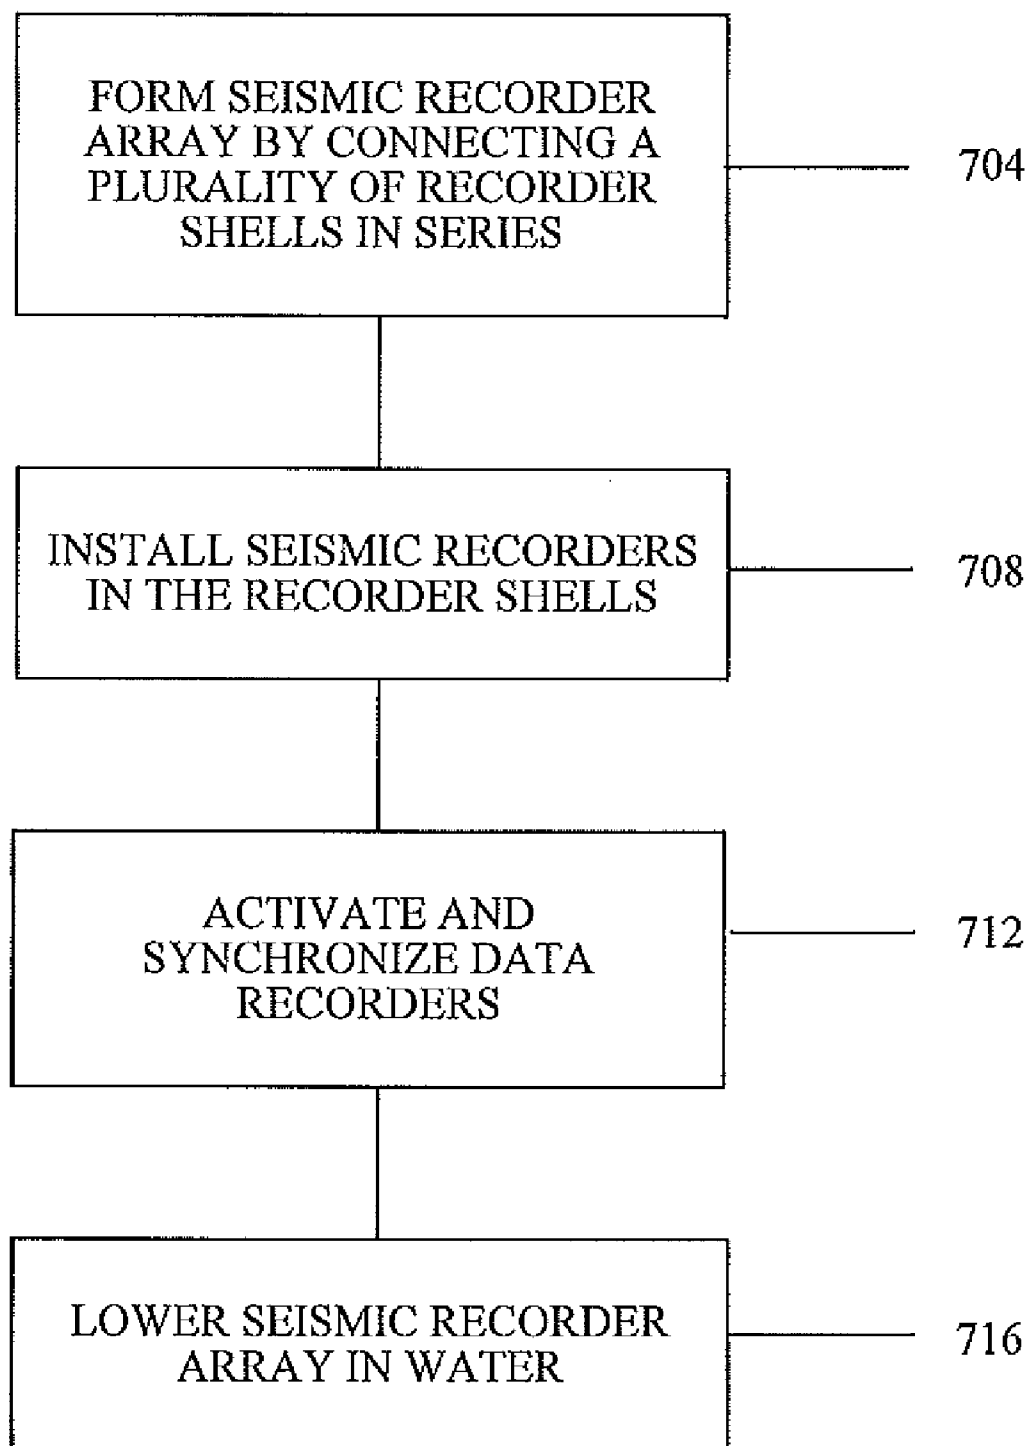 FORM SEISMIC RECORDER
ARRAY BY CONNECTING A
PLURALITY OF RECORDER
SHELLS IN SERIES
704
INSTALL SEISMIC RECORDERS
IN THE RECORDER SHELLS
708
ACTIVATE AND
SYNCHRONIZE DATA
RECORDERS
712
LOWER SEISMIC RECORDER
ARRAY IN WATER
716